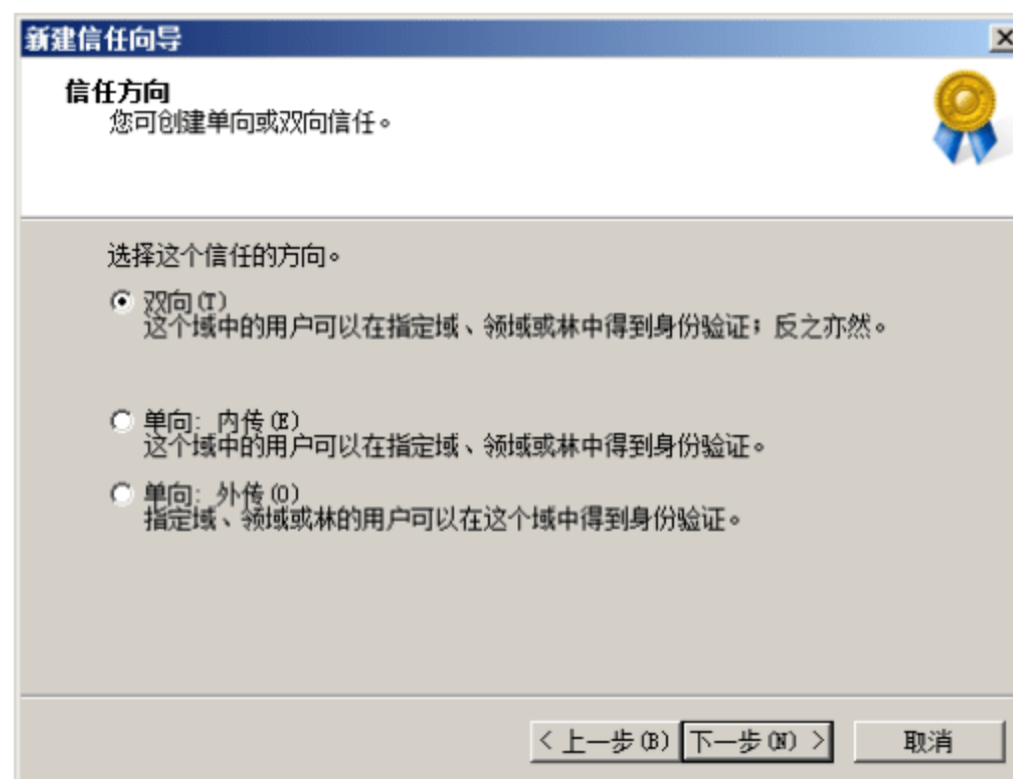 新建信任向导
信任方向
您可创建单向或双向信任。
选择这个信任的方向。
双向(T)
这个域中的用户可以在指定域、领域或林中得到身份验证；反之亦然。
单向: 内传(E)
这个域中的用户可以在指定域、领域或林中得到身份验证。
单向: 外传(O)
指定域、领域或林的用户可以在这个域中得到身份验证。
< 上一步(B) 下一步(N) > 取消